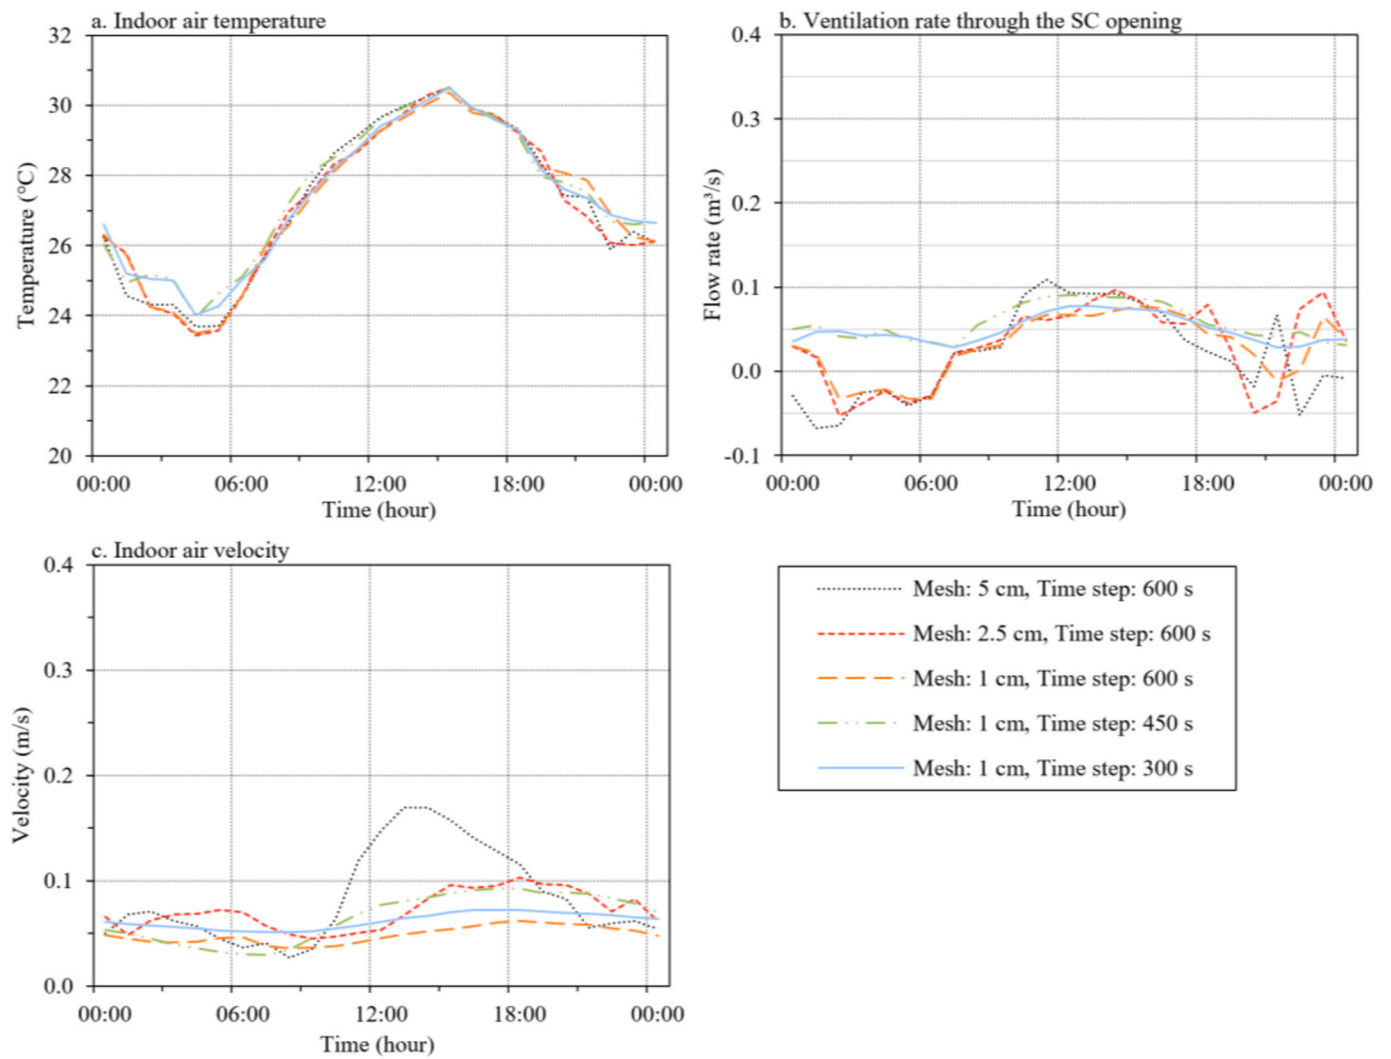 a. Indoor air temperature
32
30
28
26
24
22
20
Temperature (°C)
00:00 06:00 12:00 18:00 00:00
Time (hour)
b. Ventilation rate through the SC opening
0.4
0.3
0.2
0.1
0.0
-0.1
Flow rate (m³/s)
00:00 06:00 12:00 18:00 00:00
Time (hour)
c. Indoor air velocity
0.4
0.3
0.2
0.1
0.0
Velocity (m/s)
00:00 06:00 12:00 18:00 00:00
Time (hour)
Mesh: 5 cm, Time step: 600 s
Mesh: 2.5 cm, Time step: 600 s
Mesh: 1 cm, Time step: 600 s
Mesh: 1 cm, Time step: 450 s
Mesh: 1 cm, Time step: 300 s